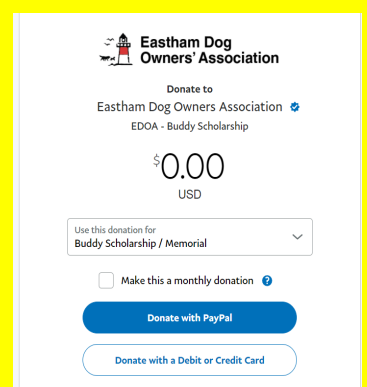 Eastham Dog
Owners' Association
Donate to
Eastham Dog Owners Association
EDOA - Buddy Scholarship
$0.00
USD
Use this donation for
Buddy Scholarship / Memorial
Make this a monthly donation ?
Donate with PayPal
Donate with a Debit or Credit Card